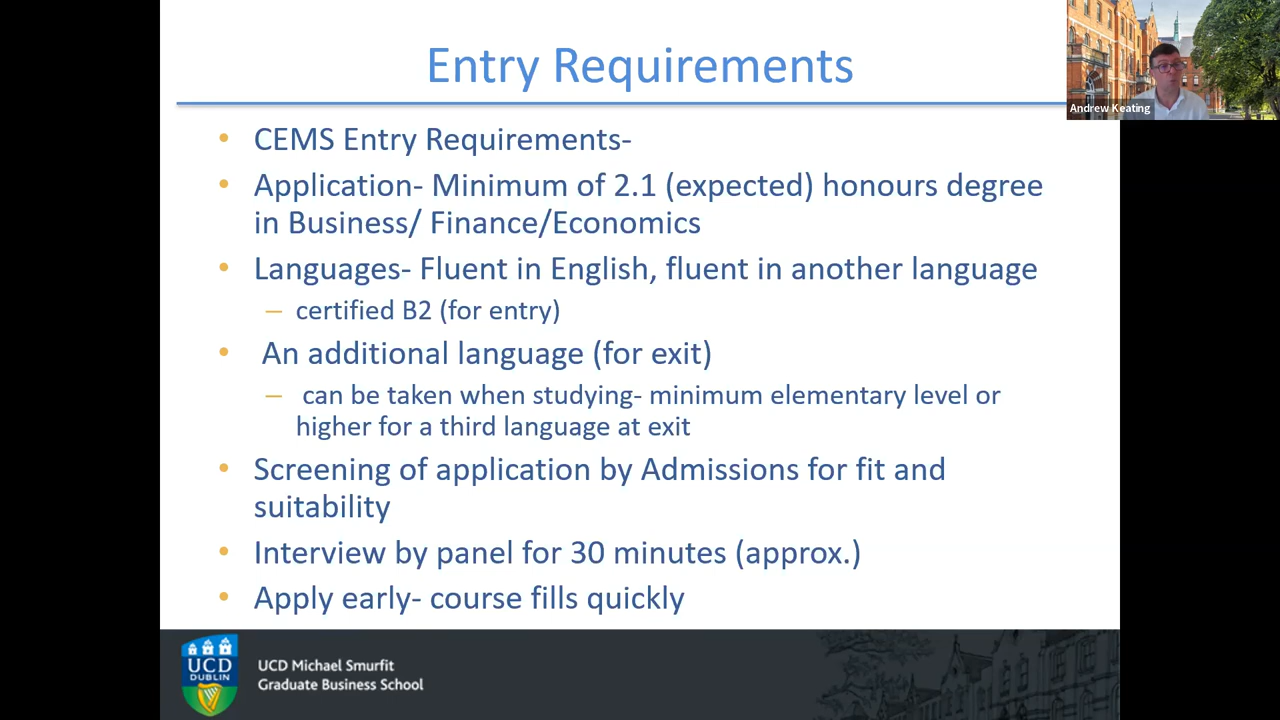 Entry Requirements
Andrew Keating
• CEMS Entry Requirements-
• Application- Minimum of 2.1 (expected) honours degree
in Business/ Finance/Economics
• Languages- Fluent in English, fluent in another language
– certified B2 (for entry)
• An additional language (for exit)
– can be taken when studying- minimum elementary level or
higher for a third language at exit
• Screening of application by Admissions for fit and
suitability
• Interview by panel for 30 minutes (approx.)
• Apply early- course fills quickly
UCD
DUBLIN
UCD Michael Smurfit
Graduate Business School